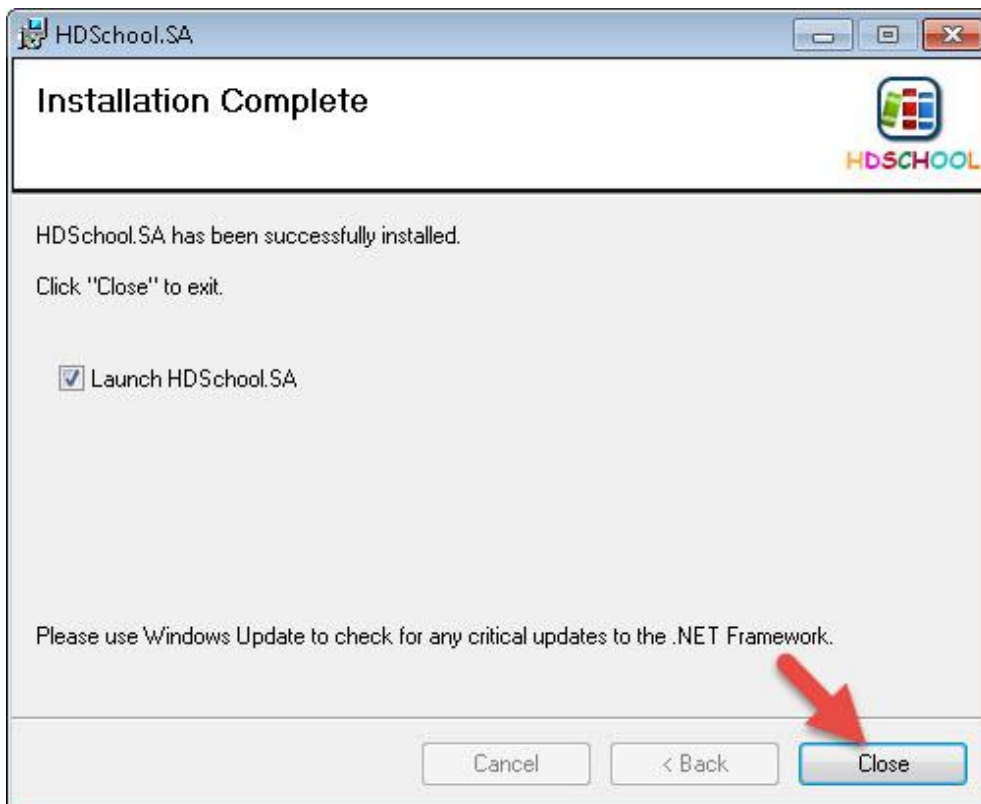 HDSchool.SA
Installation Complete
HDSCHOOL
HDSchool.SA has been successfully installed.
Click "Close" to exit.
Launch HDSchool.SA
Please use Windows Update to check for any critical updates to the .NET Framework.
Cancel
< Back
Close